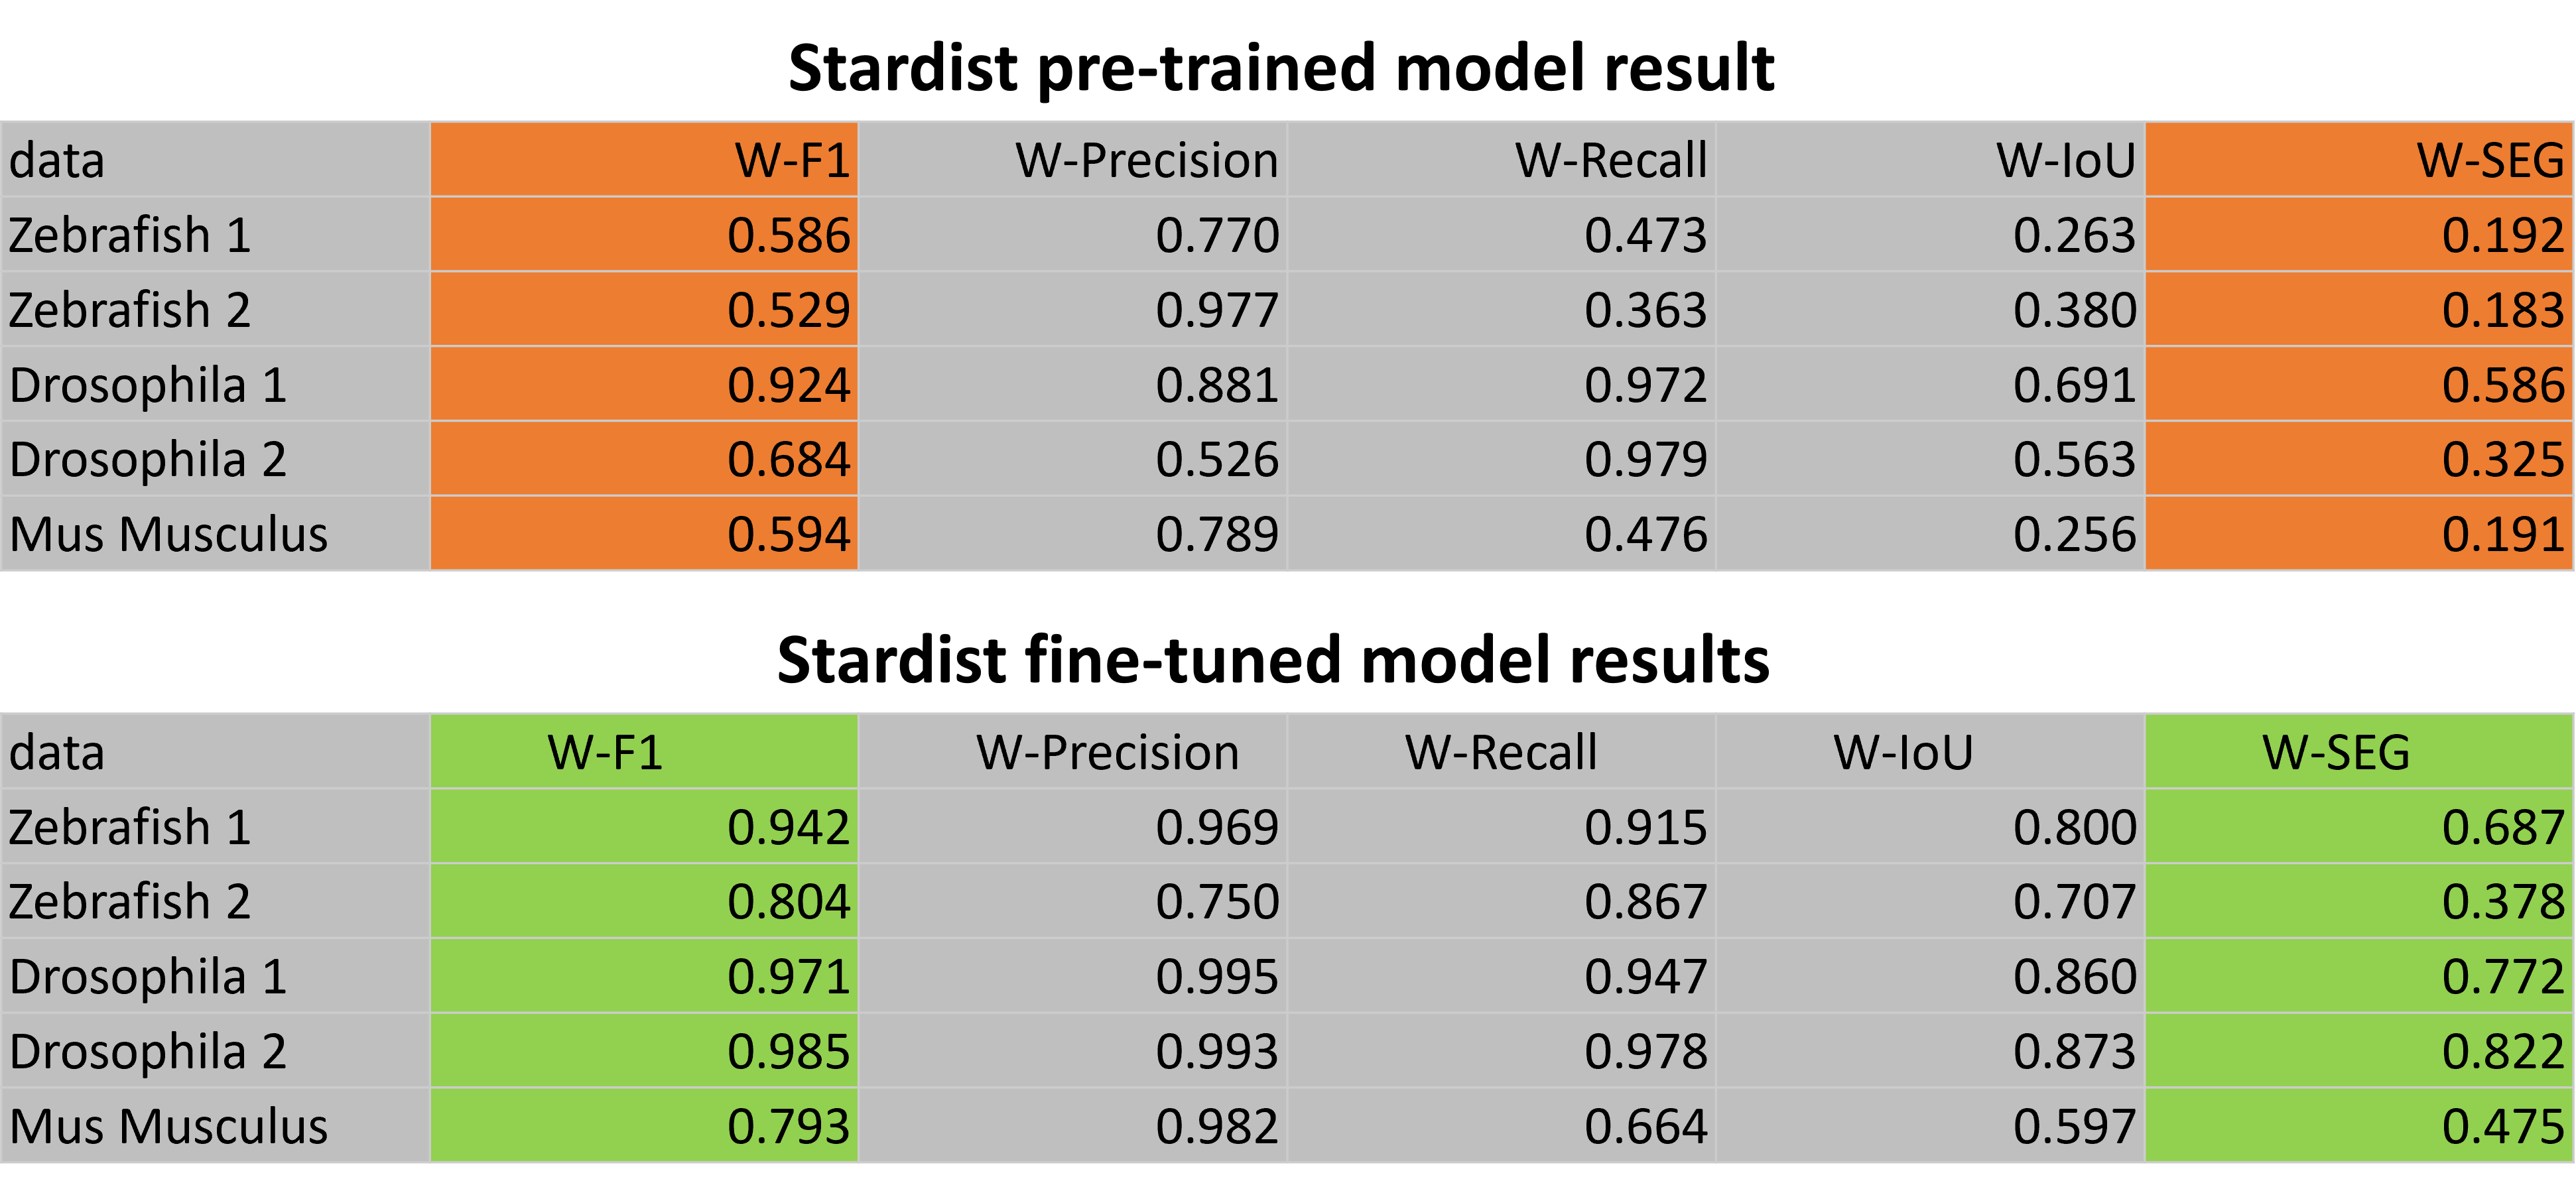 Stardist pre-trained model result
data W-F1 W-Precision W-Recall W-IoU W-SEG
Zebrafish 1 0.586 0.770 0.473 0.263 0.192
Zebrafish 2 0.529 0.977 0.363 0.380 0.183
Drosophila 1 0.924 0.881 0.972 0.691 0.586
Drosophila 2 0.684 0.526 0.979 0.563 0.325
Mus Musculus 0.594 0.789 0.476 0.256 0.191
Stardist fine-tuned model results
data W-F1 W-Precision W-Recall W-IoU W-SEG
Zebrafish 1 0.942 0.969 0.915 0.800 0.687
Zebrafish 2 0.804 0.750 0.867 0.707 0.378
Drosophila 1 0.971 0.995 0.947 0.860 0.772
Drosophila 2 0.985 0.993 0.978 0.873 0.822
Mus Musculus 0.793 0.982 0.664 0.597 0.475